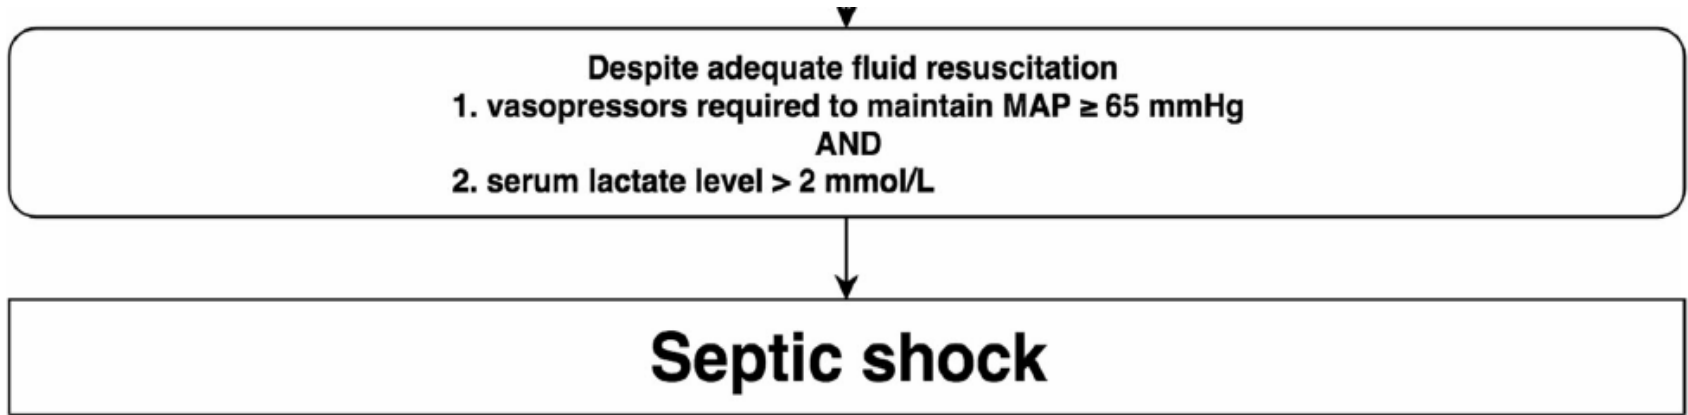 Despite adequate fluid resuscitation
1. vasopressors required to maintain MAP ≥ 65 mmHg
AND
2. serum lactate level > 2 mmol/L
Septic shock